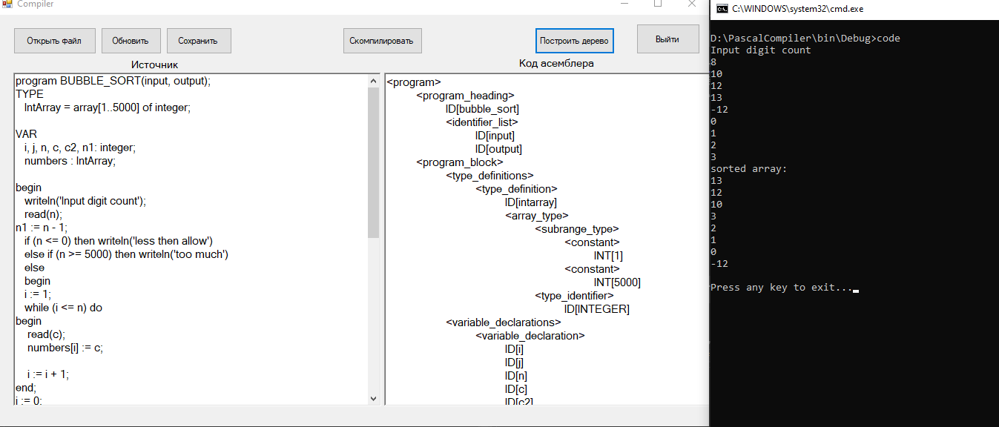 Compiler
Открыть файл
Обновить
Сохранить
Скомпилировать
Построить дерево
Выйти
Источник
Код асемблера
program BUBBLE_SORT(input, output);
TYPE
IntArray = array[1..5000] of integer;
VAR
i, j, n, c, c2, n1: integer;
numbers : IntArray;
begin
writeln('Input digit count');
read(n);
n1 := n - 1;
if (n <= 0) then writeln('less then allow')
else if (n >= 5000) then writeln('too much')
else
begin
i := 1;
while (i <= n) do
begin
read(c);
numbers[i] := c;
i := i + 1;
end;
i := 0;
<program>
<program_heading>
ID[bubble_sort]
<identifier_list>
ID[input]
ID[output]
<program_block>
<type_definitions>
<type_definition>
ID[intarray]
<array_type>
<subrange_type>
<constant>
INT[1]
<constant>
INT[5000]
<type_identifier>
ID[INTEGER]
<variable_declarations>
<variable_declaration>
ID[i]
ID[j]
ID[n]
ID[c]
ID[c2]
C:\WINDOWS\system32\cmd.exe
D:\PascalCompiler\bin\Debug>code
Input digit count
8
10
12
13
-12
0
1
2
3
sorted array:
13
12
10
3
2
1
0
-12
Press any key to exit...